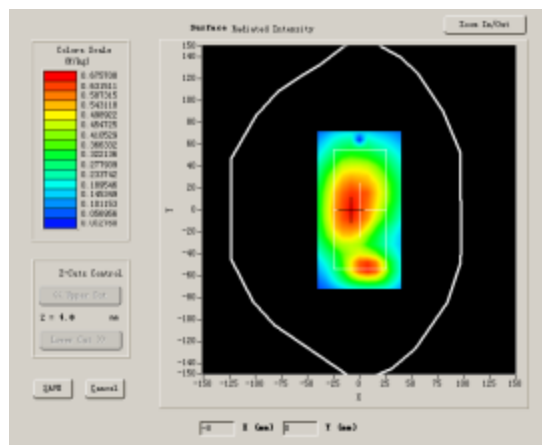 Surface Radiated Intensity
Zoom In/Out
Colors Scale
(W/kg)
0.675708
0.631511
0.587315
0.543118
0.498922
0.454725
0.410529
0.366332
0.322136
0.277939
0.233742
0.189546
0.145349
0.101153
0.056956
0.012760
150
140
120
100
80
60
40
20
0
-20
-40
-60
-80
-100
-120
-140
-150
Y
-150 -125 -100 -75 -50 -25 0 25 50 75 100 125 150
X
Z-Cuts Control
<< Upper Cut
Z = 4.0 mm
Lower Cut >>
SAVE Cancel
X (mm) Y (mm)